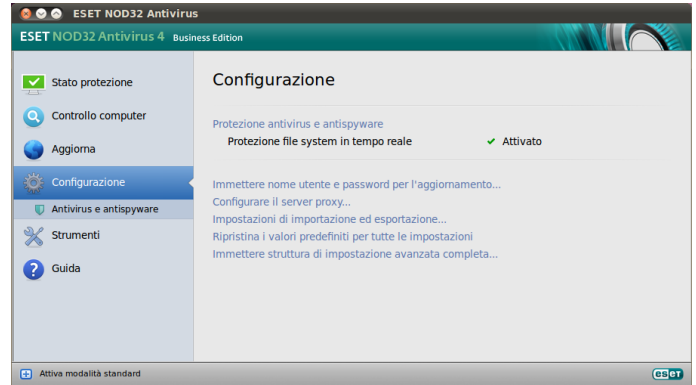 ESET NOD32 Antivirus
ESET NOD32 Antivirus 4 Business Edition
Stato protezione
Controllo computer
Aggiorna
Configurazione
Antivirus e antispyware
Strumenti
Guida
Configurazione
Protezione antivirus e antispyware
Protezione file system in tempo reale Attivato
Immettere nome utente e password per l'aggiornamento...
Configurare il server proxy...
Impostazioni di importazione ed esportazione...
Ripristina i valori predefiniti per tutte le impostazioni
Immettere struttura di impostazione avanzata completa...
Attiva modalità standard
eseT